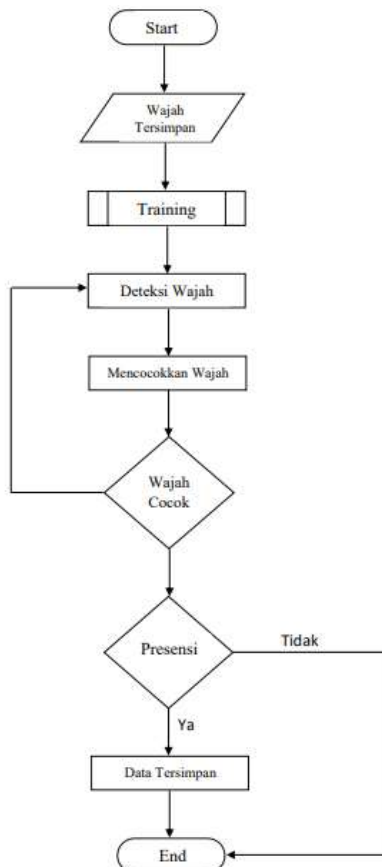 Start
Wajah
Tersimpan
Training
Deteksi Wajah
Mencocokkan Wajah
Wajah
Cocok
Presensi
Tidak
Ya
Data Tersimpan
End